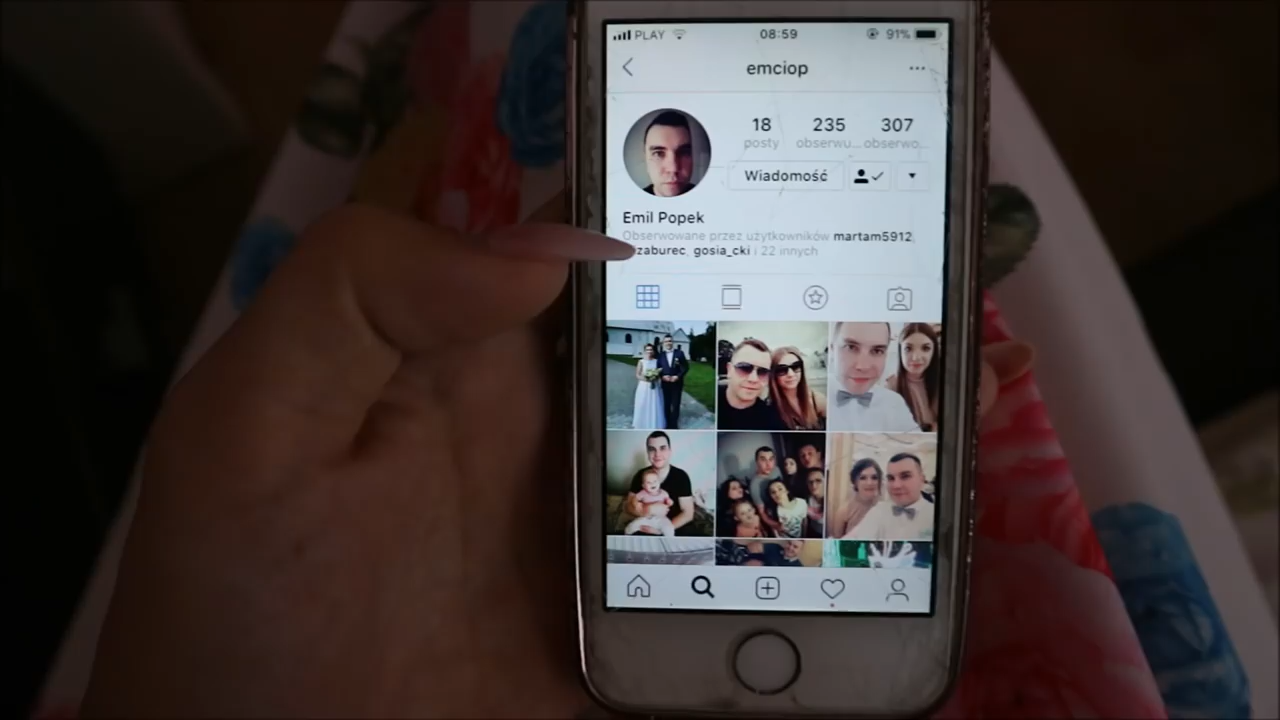 PLAY 08:59 91%
emciop
18 235 307
posty obserwu... obserwo...
Wiadomość
Emil Popek
Obserwowane przez użytkowników martam5912,
gosia_cki i 22 innych